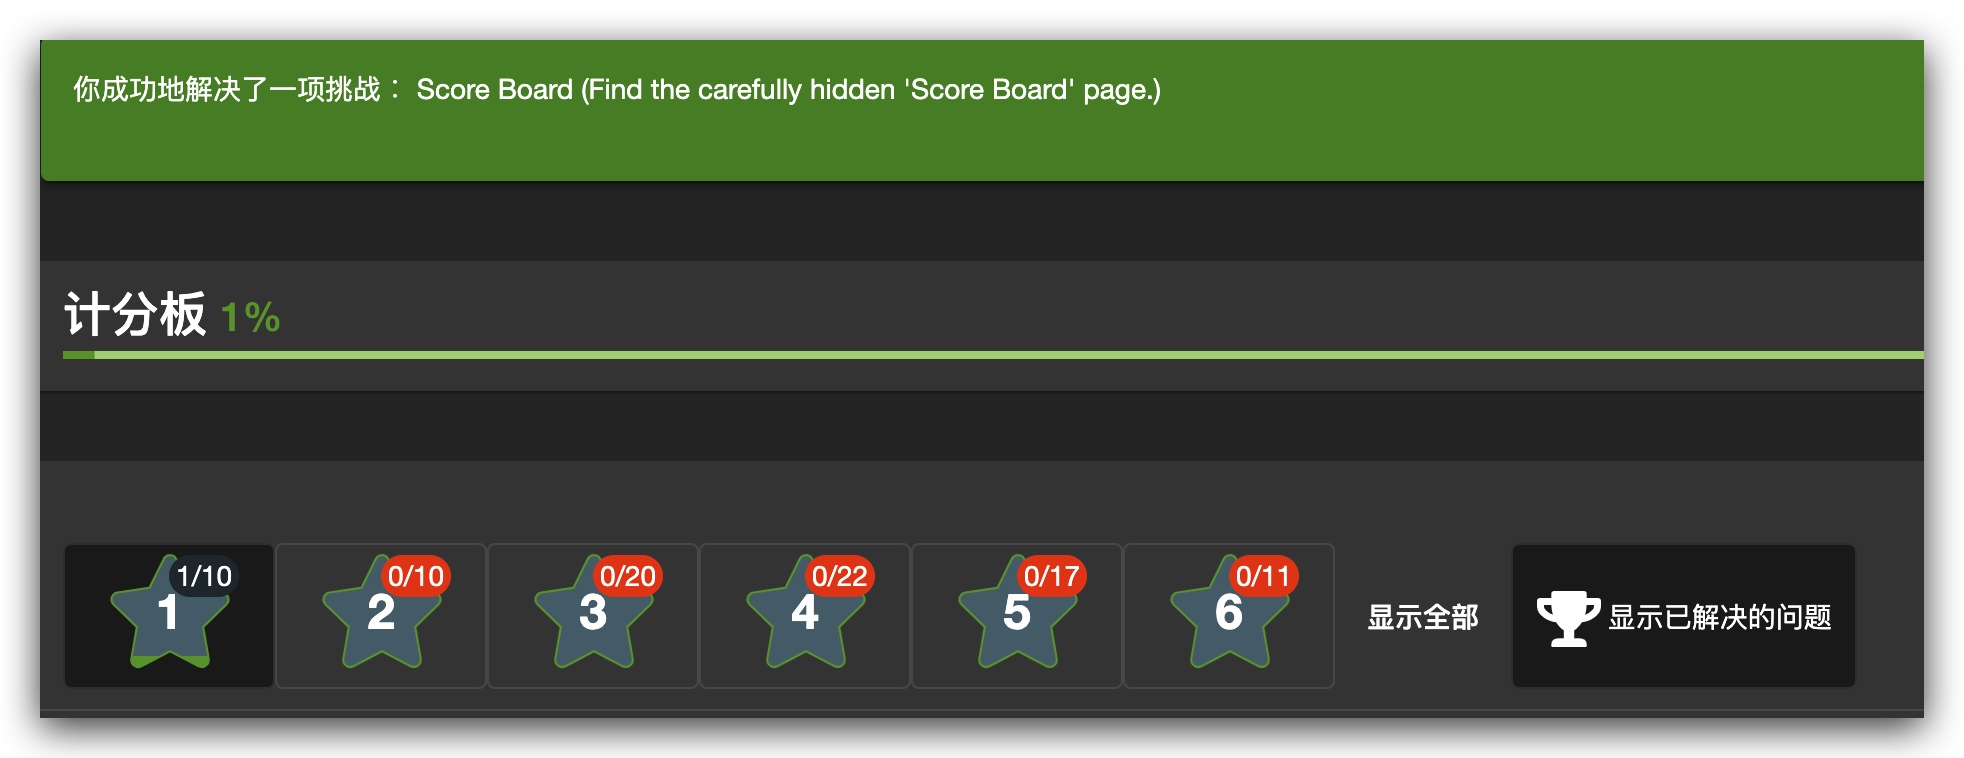 你成功地解决了一项挑战： Score Board (Find the carefully hidden 'Score Board' page.)
计分板 1%
1 1/10
2 0/10
3 0/20
4 0/22
5 0/17
6 0/11
显示全部
显示已解决的问题